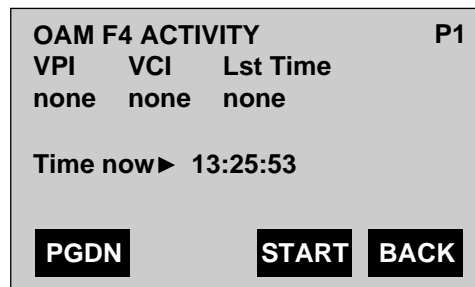 OAM F4 ACTIVITY P1
VPI VCI Lst Time
none none none
Time now► 13:25:53
PGDN START BACK